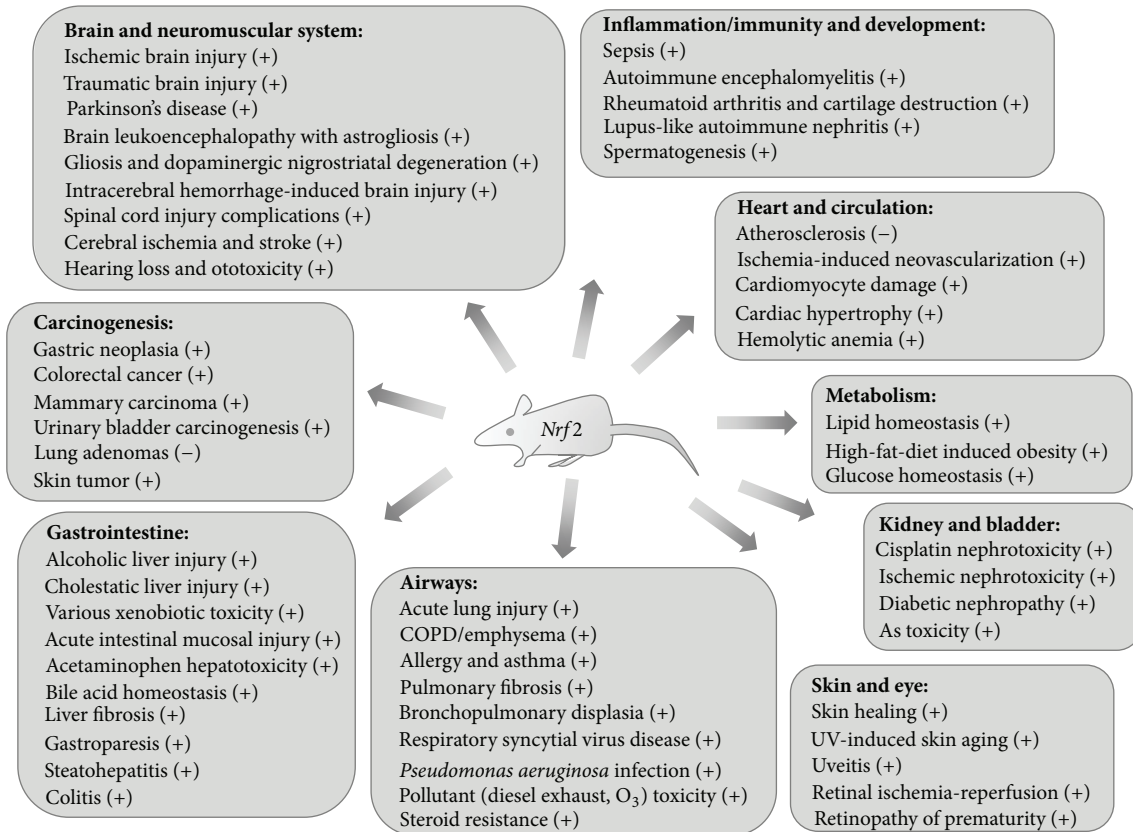 Brain and neuromuscular system:
Ischemic brain injury (+)
Traumatic brain injury (+)
Parkinson's disease (+)
Brain leukoencephalopathy with astrogliosis (+)
Gliosis and dopaminergic nigrostriatal degeneration (+)
Intracerebral hemorrhage-induced brain injury (+)
Spinal cord injury complications (+)
Cerebral ischemia and stroke (+)
Hearing loss and ototoxicity (+)
Inflammation/immunity and development:
Sepsis (+)
Autoimmune encephalomyelitis (+)
Rheumatoid arthritis and cartilage destruction (+)
Lupus-like autoimmune nephritis (+)
Spermatogenesis (+)
Heart and circulation:
Atherosclerosis (−)
Ischemia-induced neovascularization (+)
Cardiomyocyte damage (+)
Cardiac hypertrophy (+)
Hemolytic anemia (+)
Carcinogenesis:
Gastric neoplasia (+)
Colorectal cancer (+)
Mammary carcinoma (+)
Urinary bladder carcinogenesis (+)
Lung adenomas (−)
Skin tumor (+)
Nrf2
Metabolism:
Lipid homeostasis (+)
High-fat-diet induced obesity (+)
Glucose homeostasis (+)
Gastrointestine:
Alcoholic liver injury (+)
Cholestatic liver injury (+)
Various xenobiotic toxicity (+)
Acute intestinal mucosal injury (+)
Acetaminophen hepatotoxicity (+)
Bile acid homeostasis (+)
Liver fibrosis (+)
Gastroparesis (+)
Steatohepatitis (+)
Colitis (+)
Airways:
Acute lung injury (+)
COPD/emphysema (+)
Allergy and asthma (+)
Pulmonary fibrosis (+)
Bronchopulmonary displasia (+)
Respiratory syncytial virus disease (+)
Pseudomonas aeruginosa infection (+)
Pollutant (diesel exhaust, O₃) toxicity (+)
Steroid resistance (+)
Kidney and bladder:
Cisplatin nephrotoxicity (+)
Ischemic nephrotoxicity (+)
Diabetic nephropathy (+)
As toxicity (+)
Skin and eye:
Skin healing (+)
UV-induced skin aging (+)
Uveitis (+)
Retinal ischemia-reperfusion (+)
Retinopathy of prematurity (+)